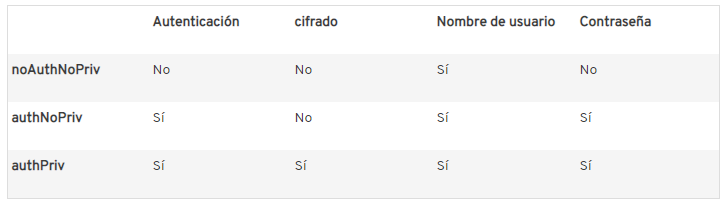 Autenticación cifrado Nombre de usuario Contraseña
noAuthNoPriv No No Sí No
authNoPriv Sí No Sí Sí
authPriv Sí Sí Sí Sí